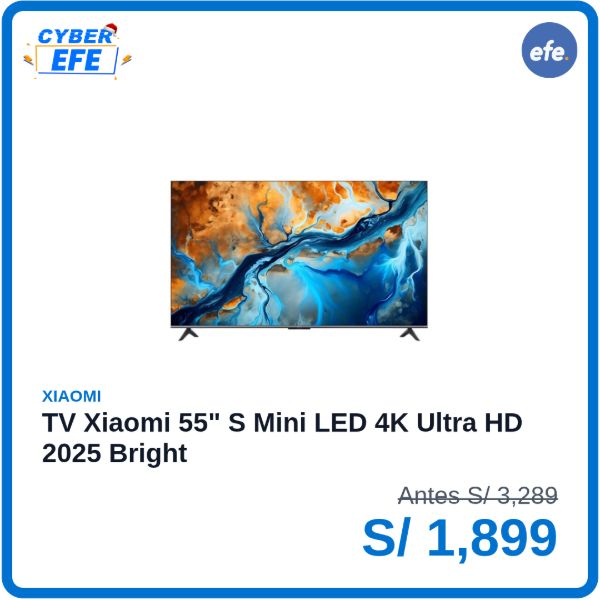 CYBER
EFE
efe.
XIAOMI
TV Xiaomi 55" S Mini LED 4K Ultra HD
2025 Bright
Antes S/ 3,289
S/ 1,899